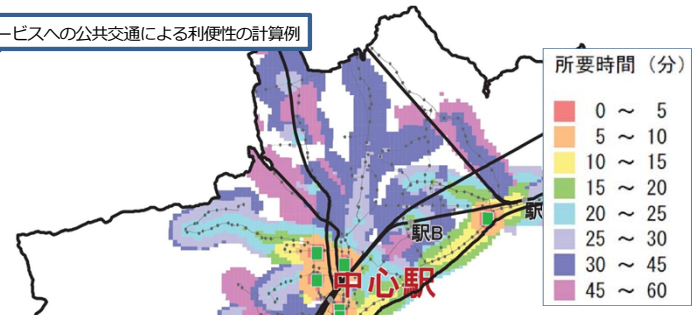 ービスへの公共交通による利便性の計算例
所要時間（分）
0 ～ 5
5 ～ 10
10 ～ 15
15 ～ 20
20 ～ 25
25 ～ 30
30 ～ 45
45 ～ 60
駅
駅B
中心駅